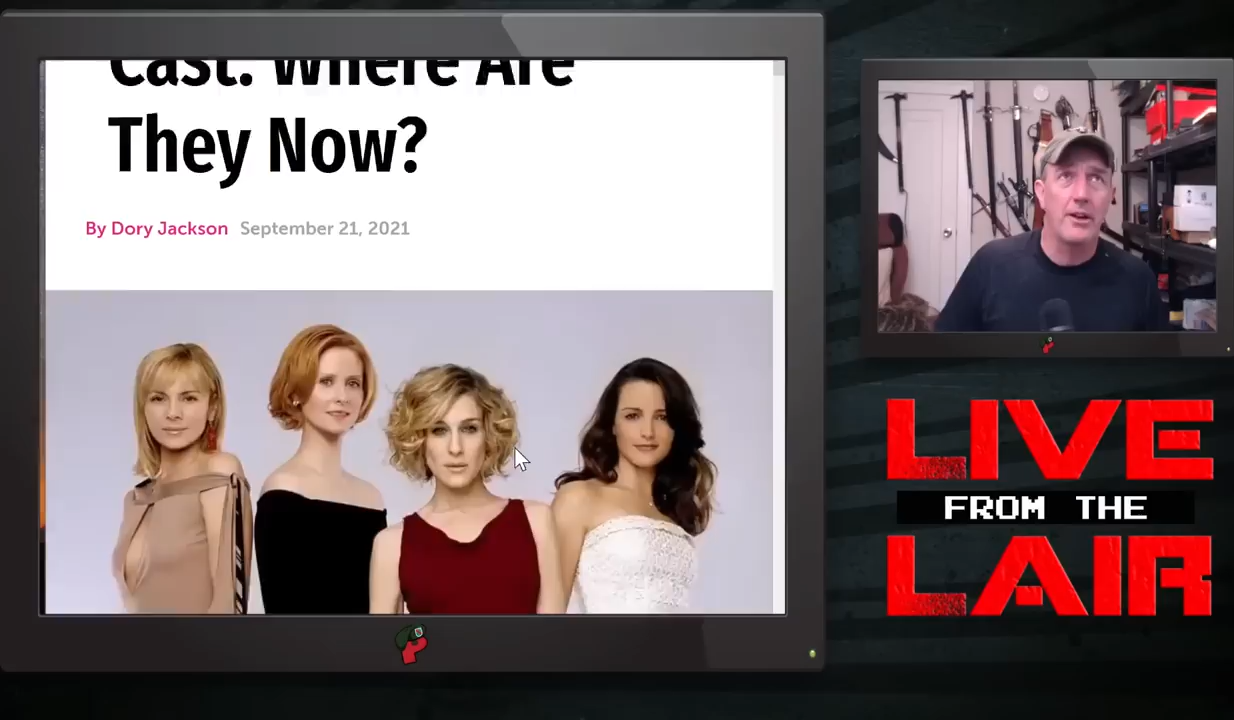 Cast: Where Are
They Now?
By Dory Jackson September 21, 2021
LIVE
FROM THE
LAIR